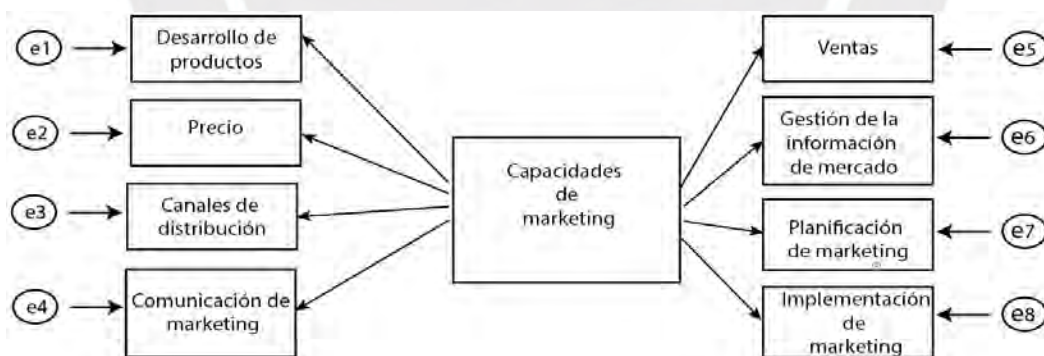 e1
Desarrollo de
productos
e2
Precio
e3
Canales de
distribución
e4
Comunicación de
marketing
Capacidades
de
marketing
Ventas
e5
Gestión de la
información
de mercado
e6
Planificación
de marketing
e7
Implementación
de
marketing
e8